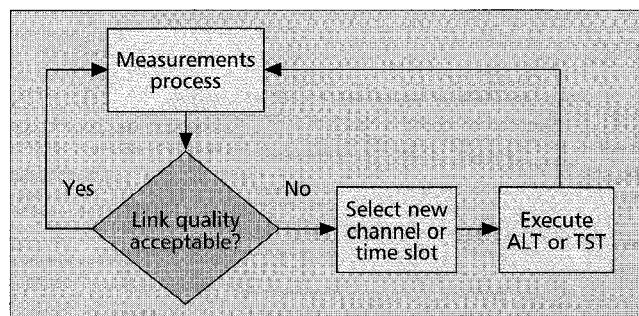 Measurements
process
Yes
Link quality
acceptable?
No
Select new
channel or
time slot
Execute
ALT or TST